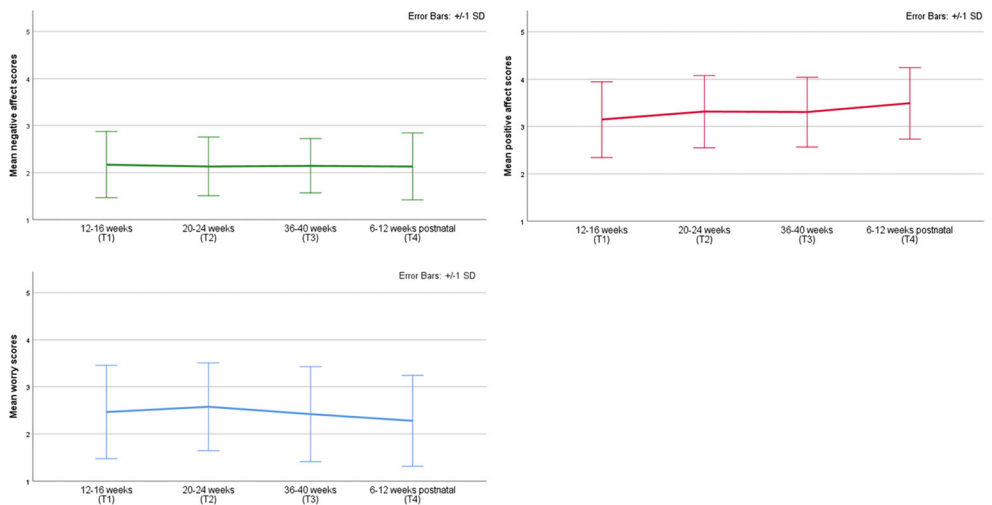 Error Bars: +/-1 SD
Mean negative affect scores
5
4
3
2
1
12-16 weeks 20-24 weeks 36-40 weeks 6-12 weeks postnatal
(T1) (T2) (T3) (T4)
Error Bars: +/-1 SD
Mean positive affect scores
5
4
3
2
1
12-16 weeks 20-24 weeks 36-40 weeks 6-12 weeks postnatal
(T1) (T2) (T3) (T4)
Error Bars: +/-1 SD
Mean worry scores
5
4
3
2
1
12-16 weeks 20-24 weeks 36-40 weeks 6-12 weeks postnatal
(T1) (T2) (T3) (T4)